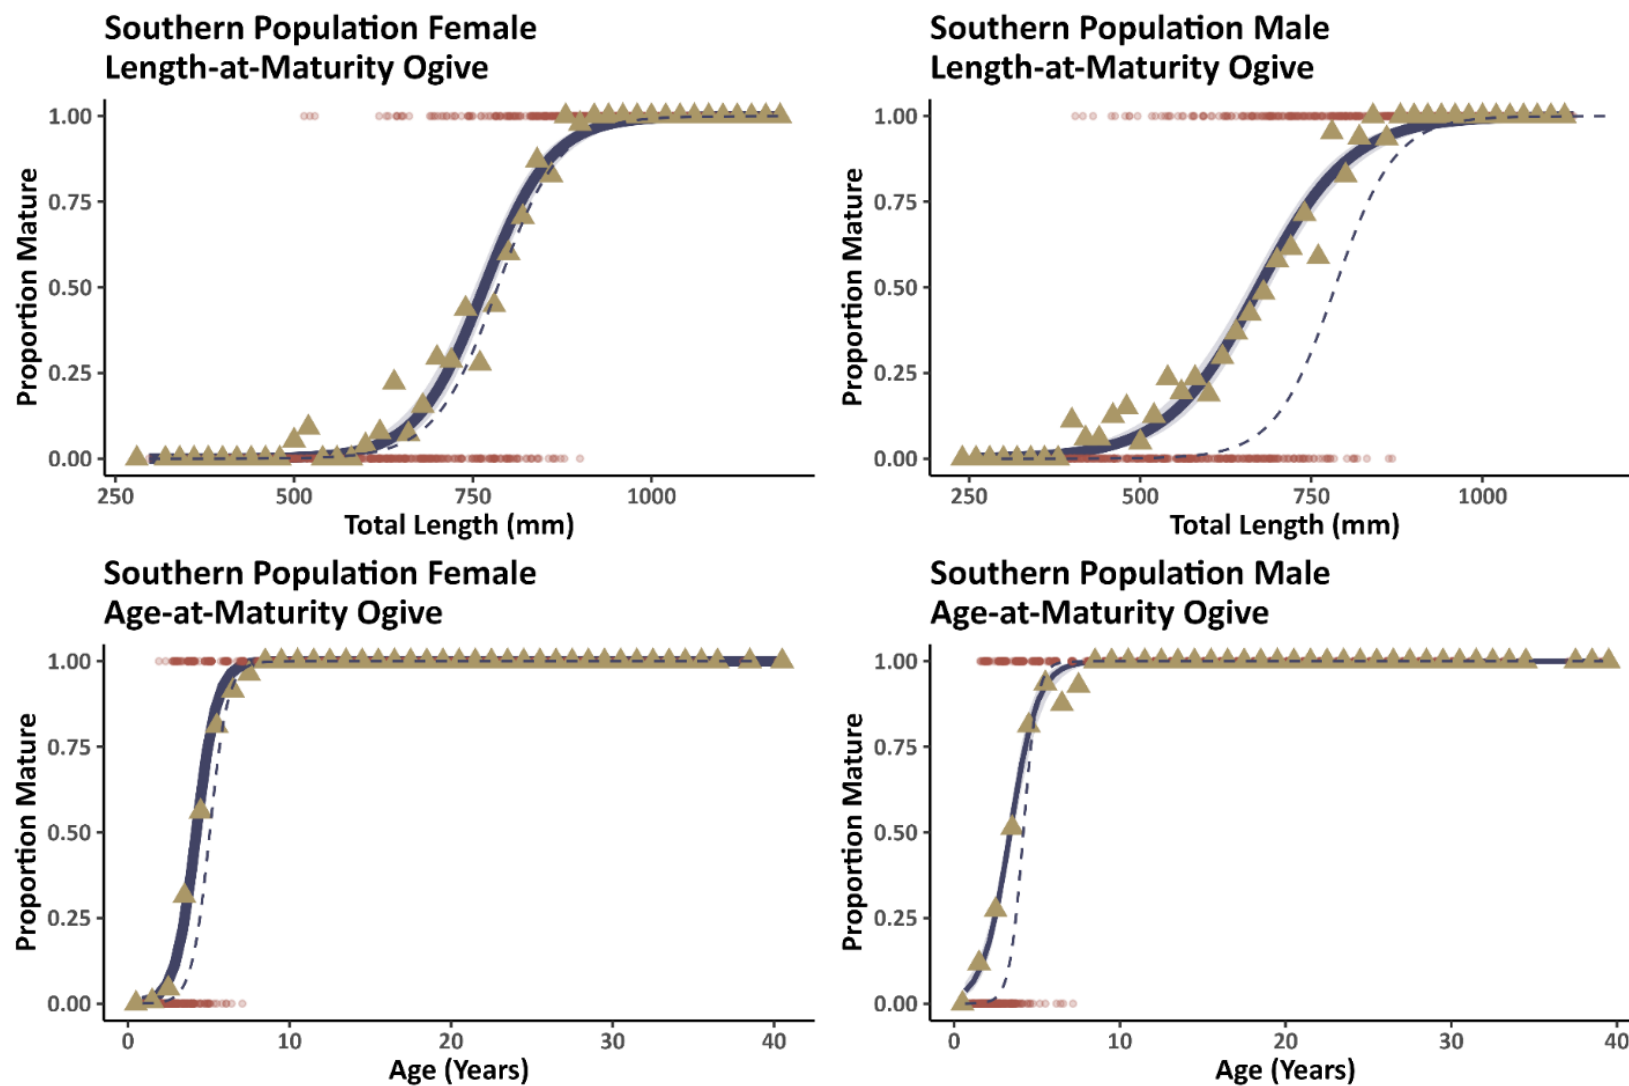 Southern Population Female
Length-at-Maturity Ogive
Proportion Mature
1.00
0.75
0.50
0.25
0.00
250
500
750
1000
Total Length (mm)
Southern Population Male
Length-at-Maturity Ogive
Proportion Mature
1.00
0.75
0.50
0.25
0.00
250
500
750
1000
Total Length (mm)
Southern Population Female
Age-at-Maturity Ogive
Proportion Mature
1.00
0.75
0.50
0.25
0.00
0
10
20
30
40
Age (Years)
Southern Population Male
Age-at-Maturity Ogive
Proportion Mature
1.00
0.75
0.50
0.25
0.00
0
10
20
30
40
Age (Years)